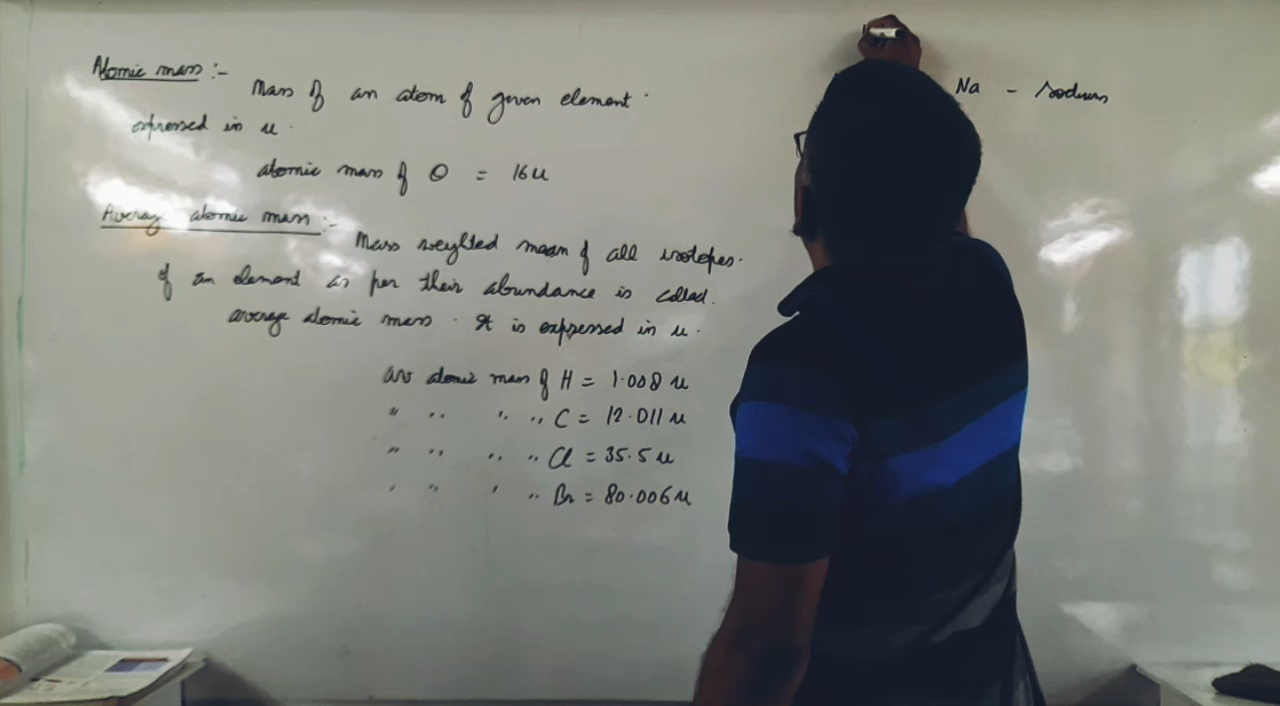 Atomic mass :-
Mass of an atom of given element
expressed in u.
atomic mass of O = 16u
Average atomic mass :-
Mass weighted mean of all isotopes.
of an element as per their abundance is called.
average atomic mass. It is expressed in u.
av atomic mass of H = 1.008 u
" " " " C = 12.011 u
" " " " Cl = 35.5 u
" " " " Br = 80.006 u
Na - Sodium